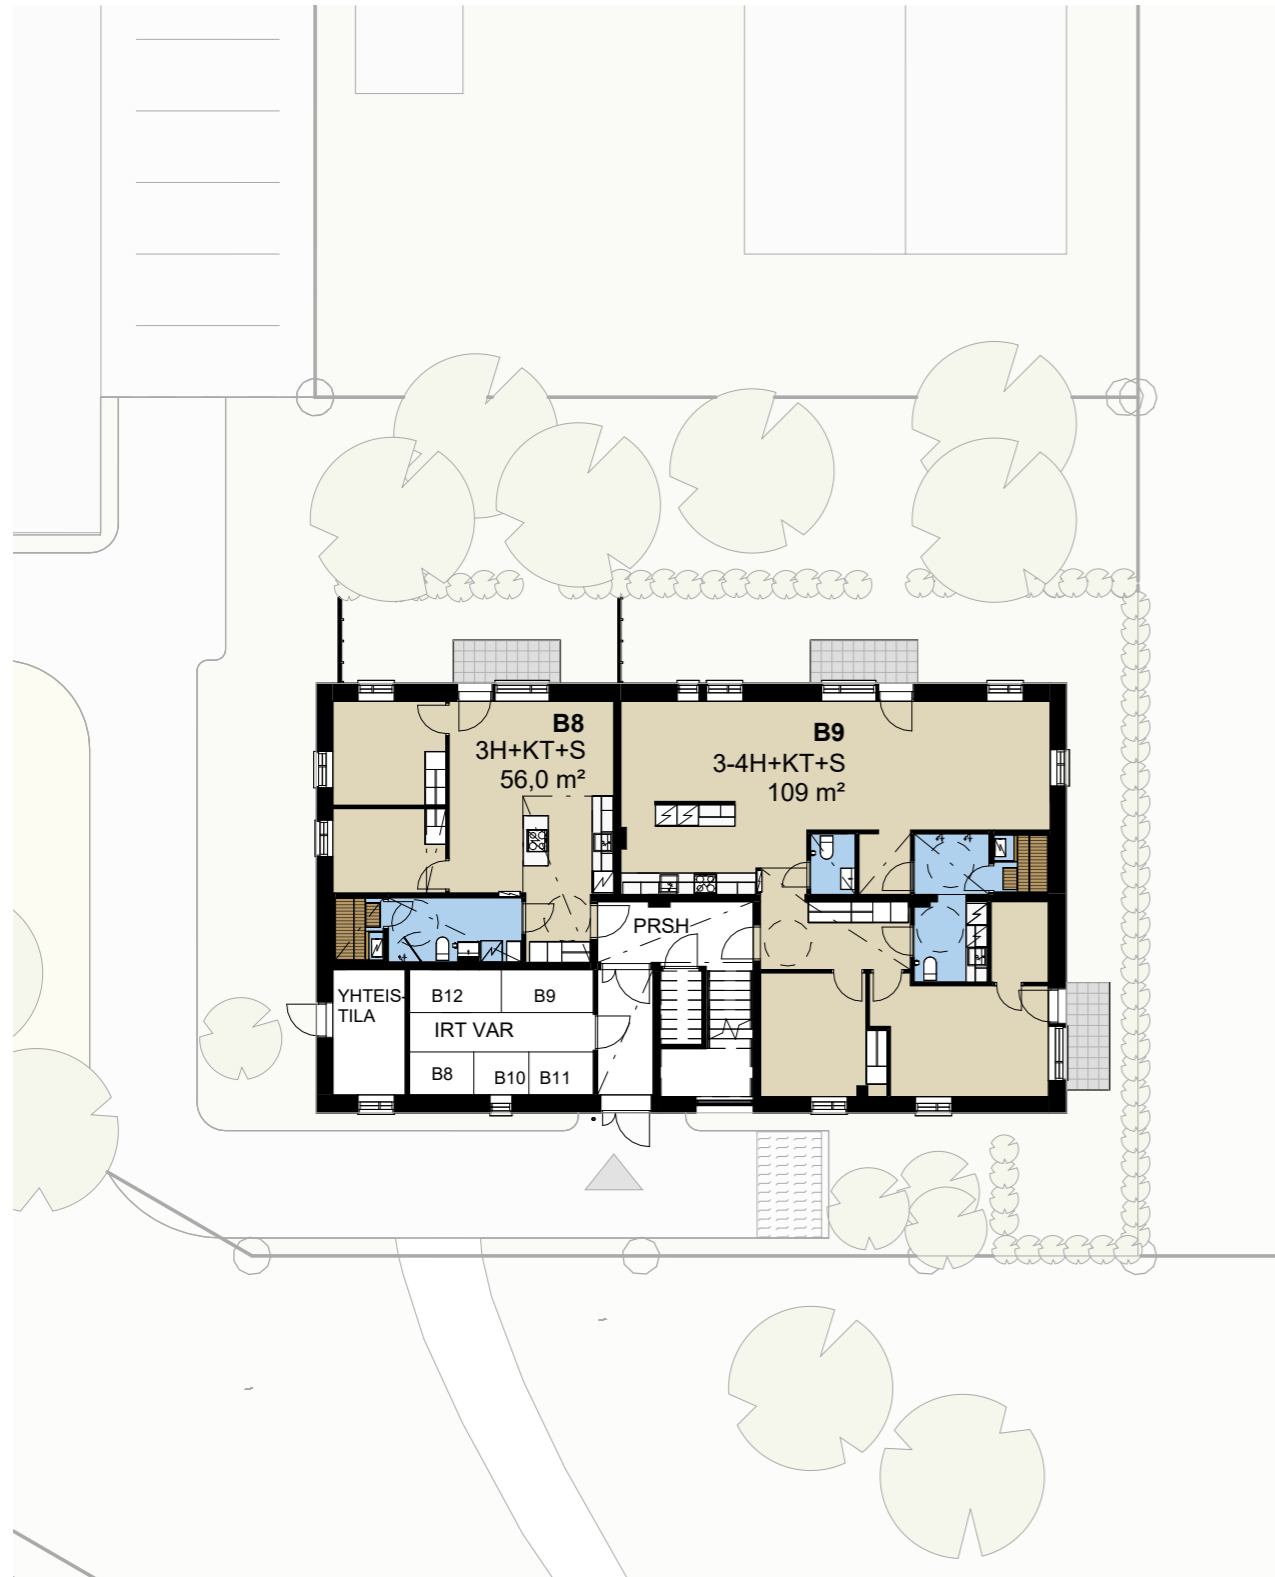 B8
3H+KT+S
56,0 m²
B9
3-4H+KT+S
109 m²
PRSH
YHTEIS-
TILA
B12
B9
IRT VAR
B8
B10
B11